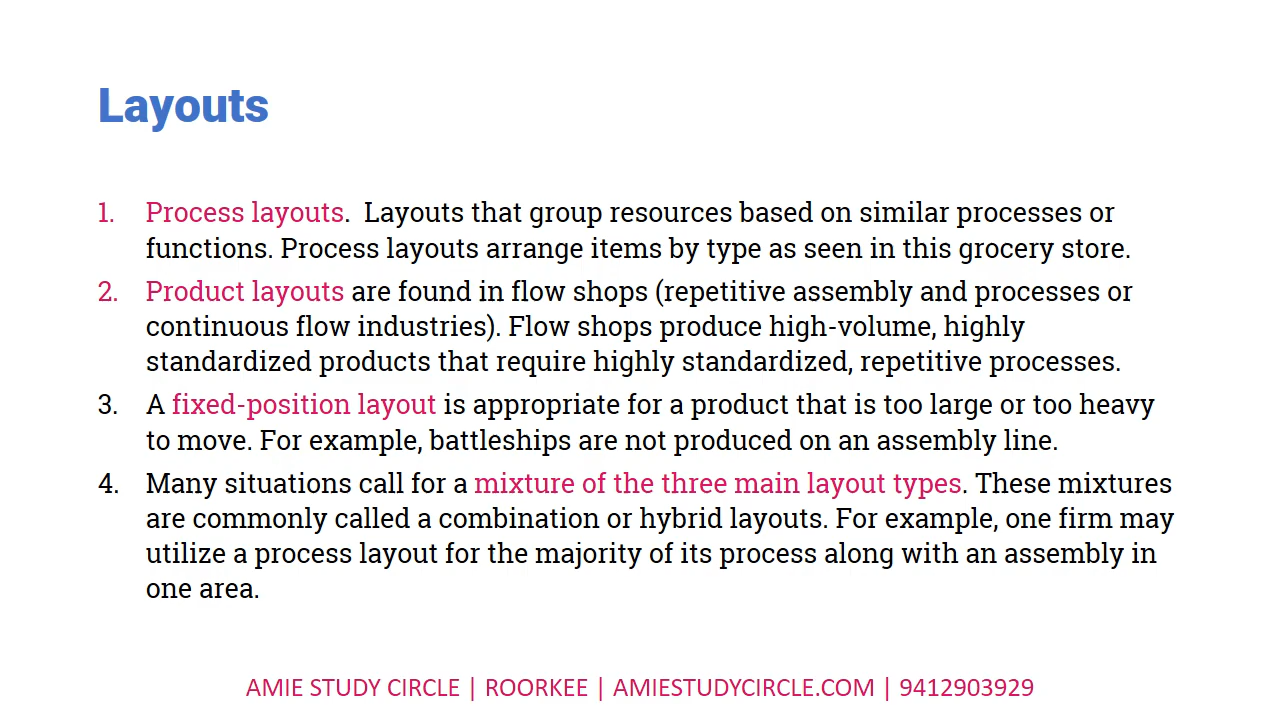 Layouts
1. Process layouts.  Layouts that group resources based on similar processes or
functions. Process layouts arrange items by type as seen in this grocery store.
2. Product layouts are found in flow shops (repetitive assembly and processes or
continuous flow industries). Flow shops produce high-volume, highly
standardized products that require highly standardized, repetitive processes.
3. A fixed-position layout is appropriate for a product that is too large or too heavy
to move. For example, battleships are not produced on an assembly line.
4. Many situations call for a mixture of the three main layout types. These mixtures
are commonly called a combination or hybrid layouts. For example, one firm may
utilize a process layout for the majority of its process along with an assembly in
one area.
AMIE STUDY CIRCLE | ROORKEE | AMIESTUDYCIRCLE.COM | 9412903929